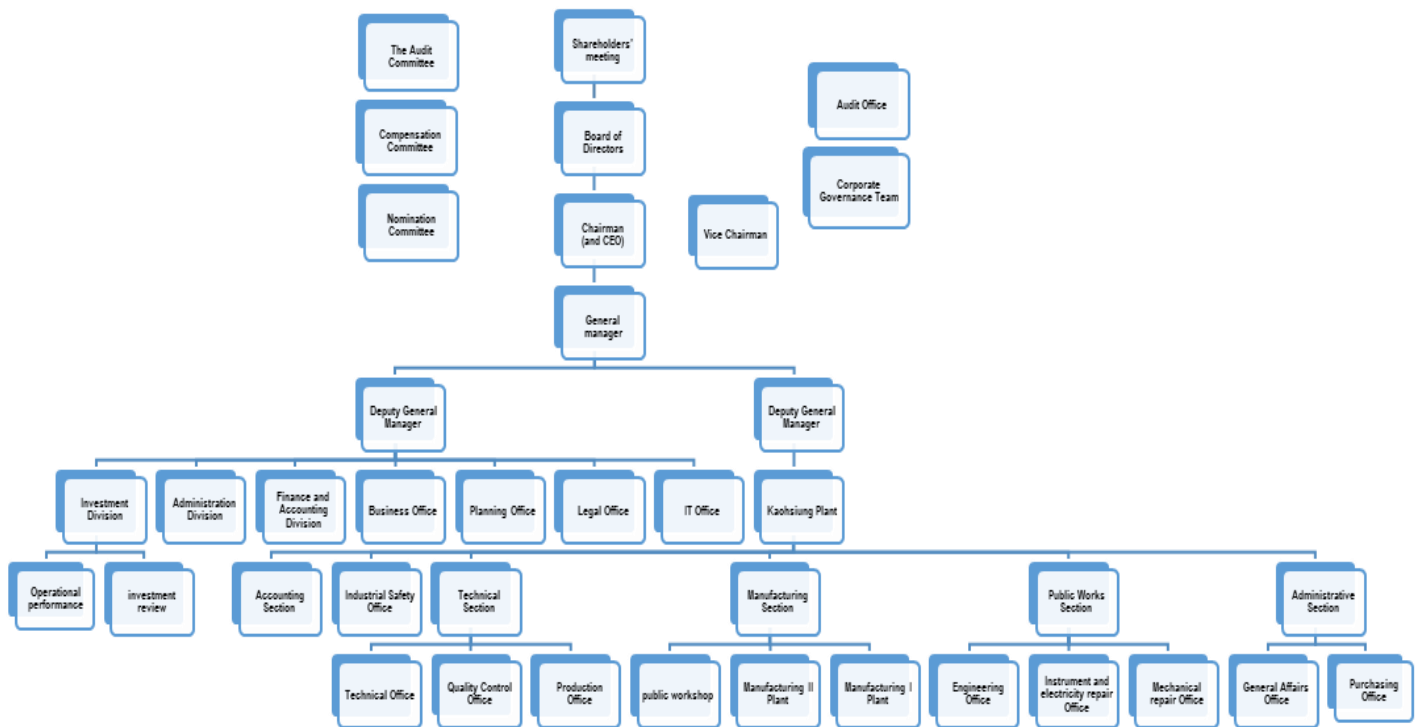 The Audit
Committee
Shareholders'
meeting
Audit Office
Compensation
Committee
Board of
Directors
Corporate
Governance Team
Nomination
Committee
Chairman
(and CEO)
Vice Chairman
General
manager
Deputy General
Manager
Deputy General
Manager
Investment
Division
Administration
Division
Finance and
Accounting
Division
Business Office
Planning Office
Legal Office
IT Office
Kaohsiung Plant
Operational
performance
investment
review
Accounting
Section
Industrial Safety
Office
Technical
Section
Manufacturing
Section
Public Works
Section
Administrative
Section
Technical Office
Quality Control
Office
Production
Office
public workshop
Manufacturing II
Plant
Manufacturing I
Plant
Engineering
Office
Instrument and
electricity repair
Office
Mechanical
repair Office
General Affairs
Office
Purchasing
Office